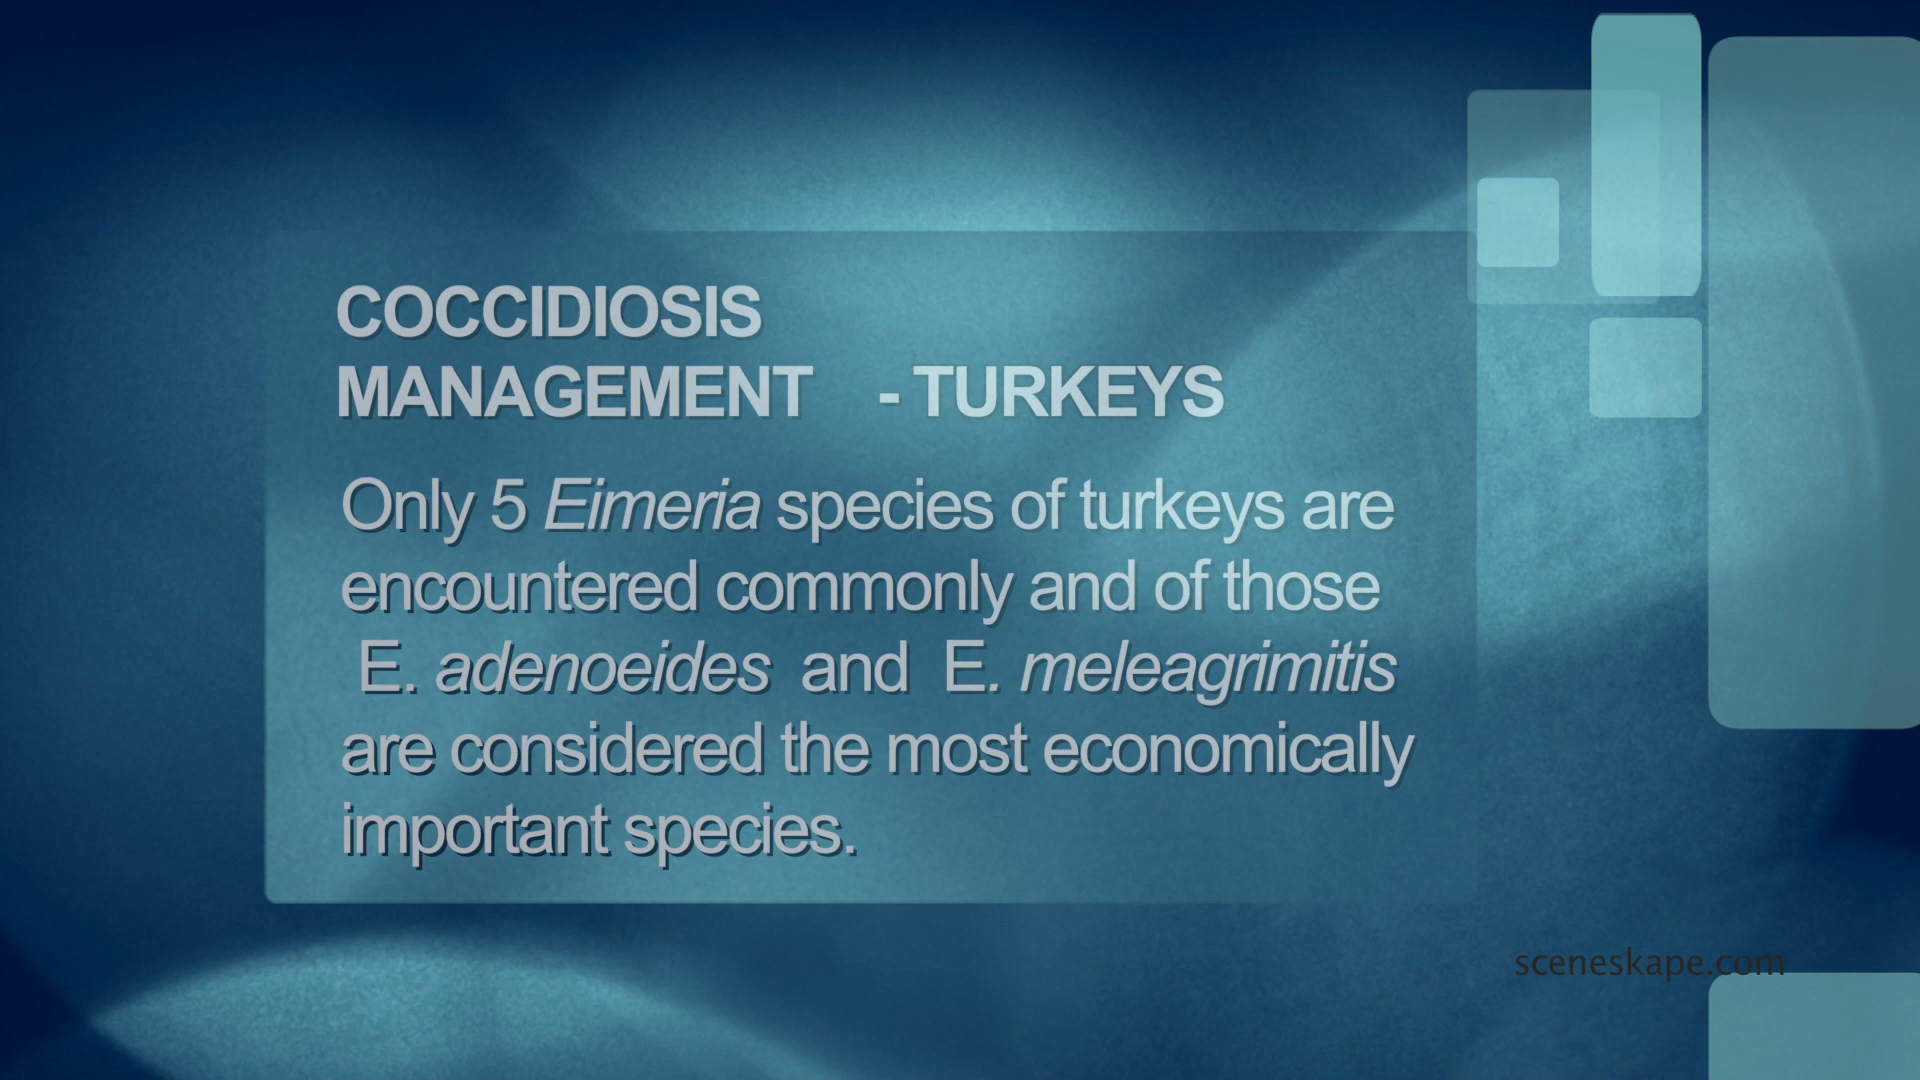 COCCIDIOSIS
MANAGEMENT - TURKEYS
Only 5 Eimeria species of turkeys are
encountered commonly and of those
E. adenoeides and E. meleagrimitis
are considered the most economically
important species.
sceneskape.com